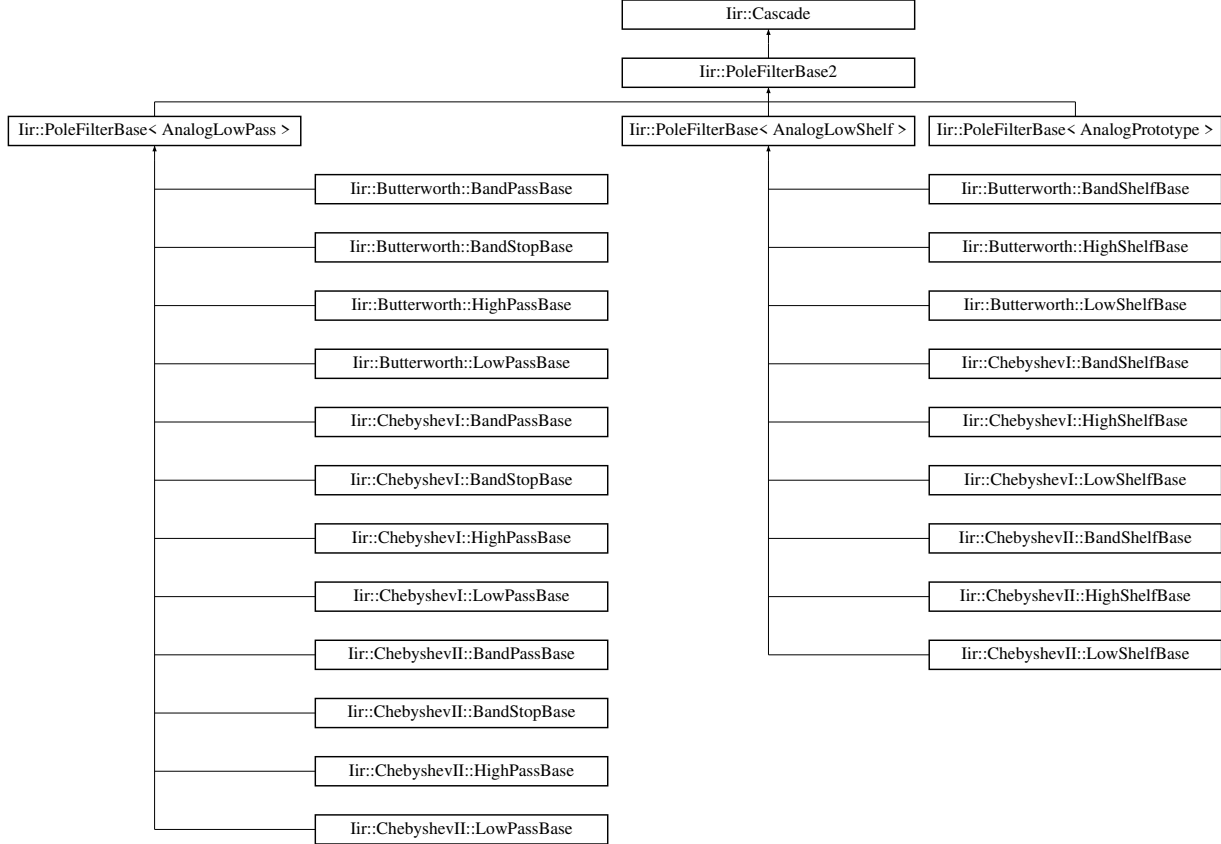 Iir::Cascade
Iir::PoleFilterBase2
Iir::PoleFilterBase< AnalogLowPass >
Iir::PoleFilterBase< AnalogLowShelf >
Iir::PoleFilterBase< AnalogPrototype >
Iir::Butterworth::BandPassBase
Iir::Butterworth::BandShelfBase
Iir::Butterworth::BandStopBase
Iir::Butterworth::HighShelfBase
Iir::Butterworth::HighPassBase
Iir::Butterworth::LowShelfBase
Iir::Butterworth::LowPassBase
Iir::ChebyshevI::BandShelfBase
Iir::ChebyshevI::BandPassBase
Iir::ChebyshevI::HighShelfBase
Iir::ChebyshevI::BandStopBase
Iir::ChebyshevI::LowShelfBase
Iir::ChebyshevI::HighPassBase
Iir::ChebyshevII::BandShelfBase
Iir::ChebyshevI::LowPassBase
Iir::ChebyshevII::HighShelfBase
Iir::ChebyshevII::BandPassBase
Iir::ChebyshevII::LowShelfBase
Iir::ChebyshevII::BandStopBase
Iir::ChebyshevII::HighPassBase
Iir::ChebyshevII::LowPassBase